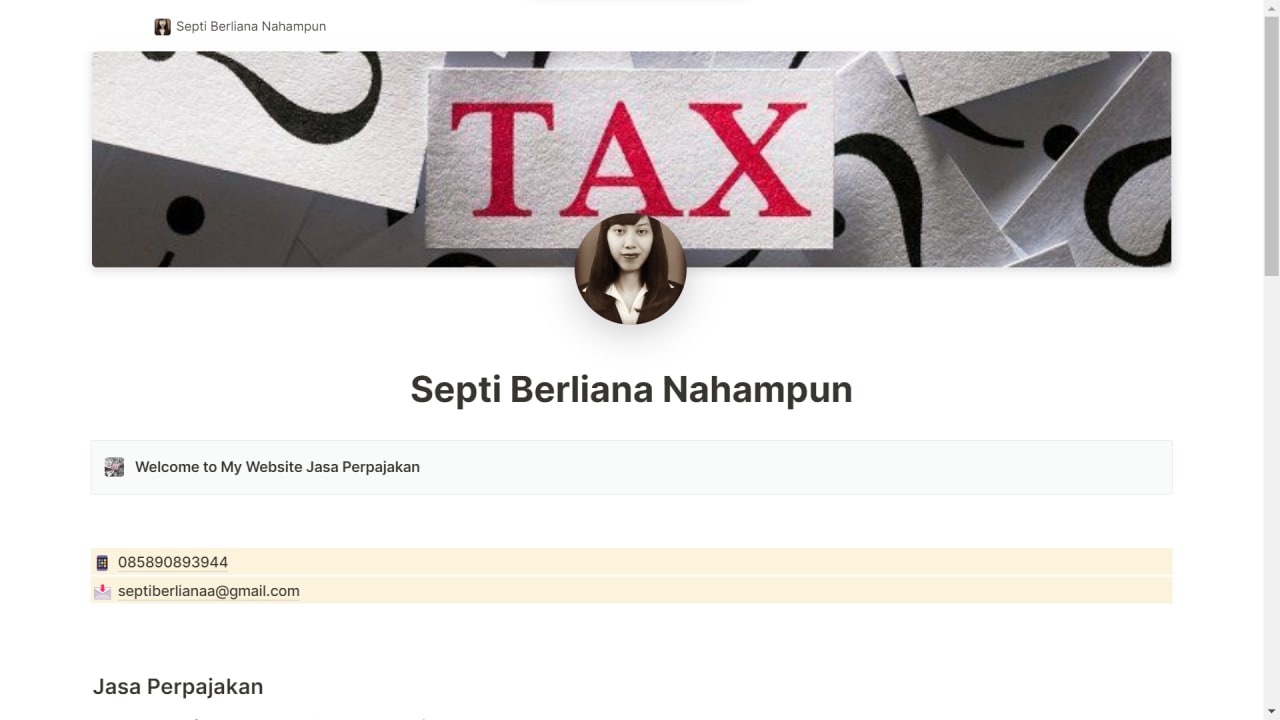 Septi Berliana Nahampun
TAX
Septi Berliana Nahampun
Welcome to My Website Jasa Perpajakan
085890893944
septiberlianaa@gmail.com
Jasa Perpajakan